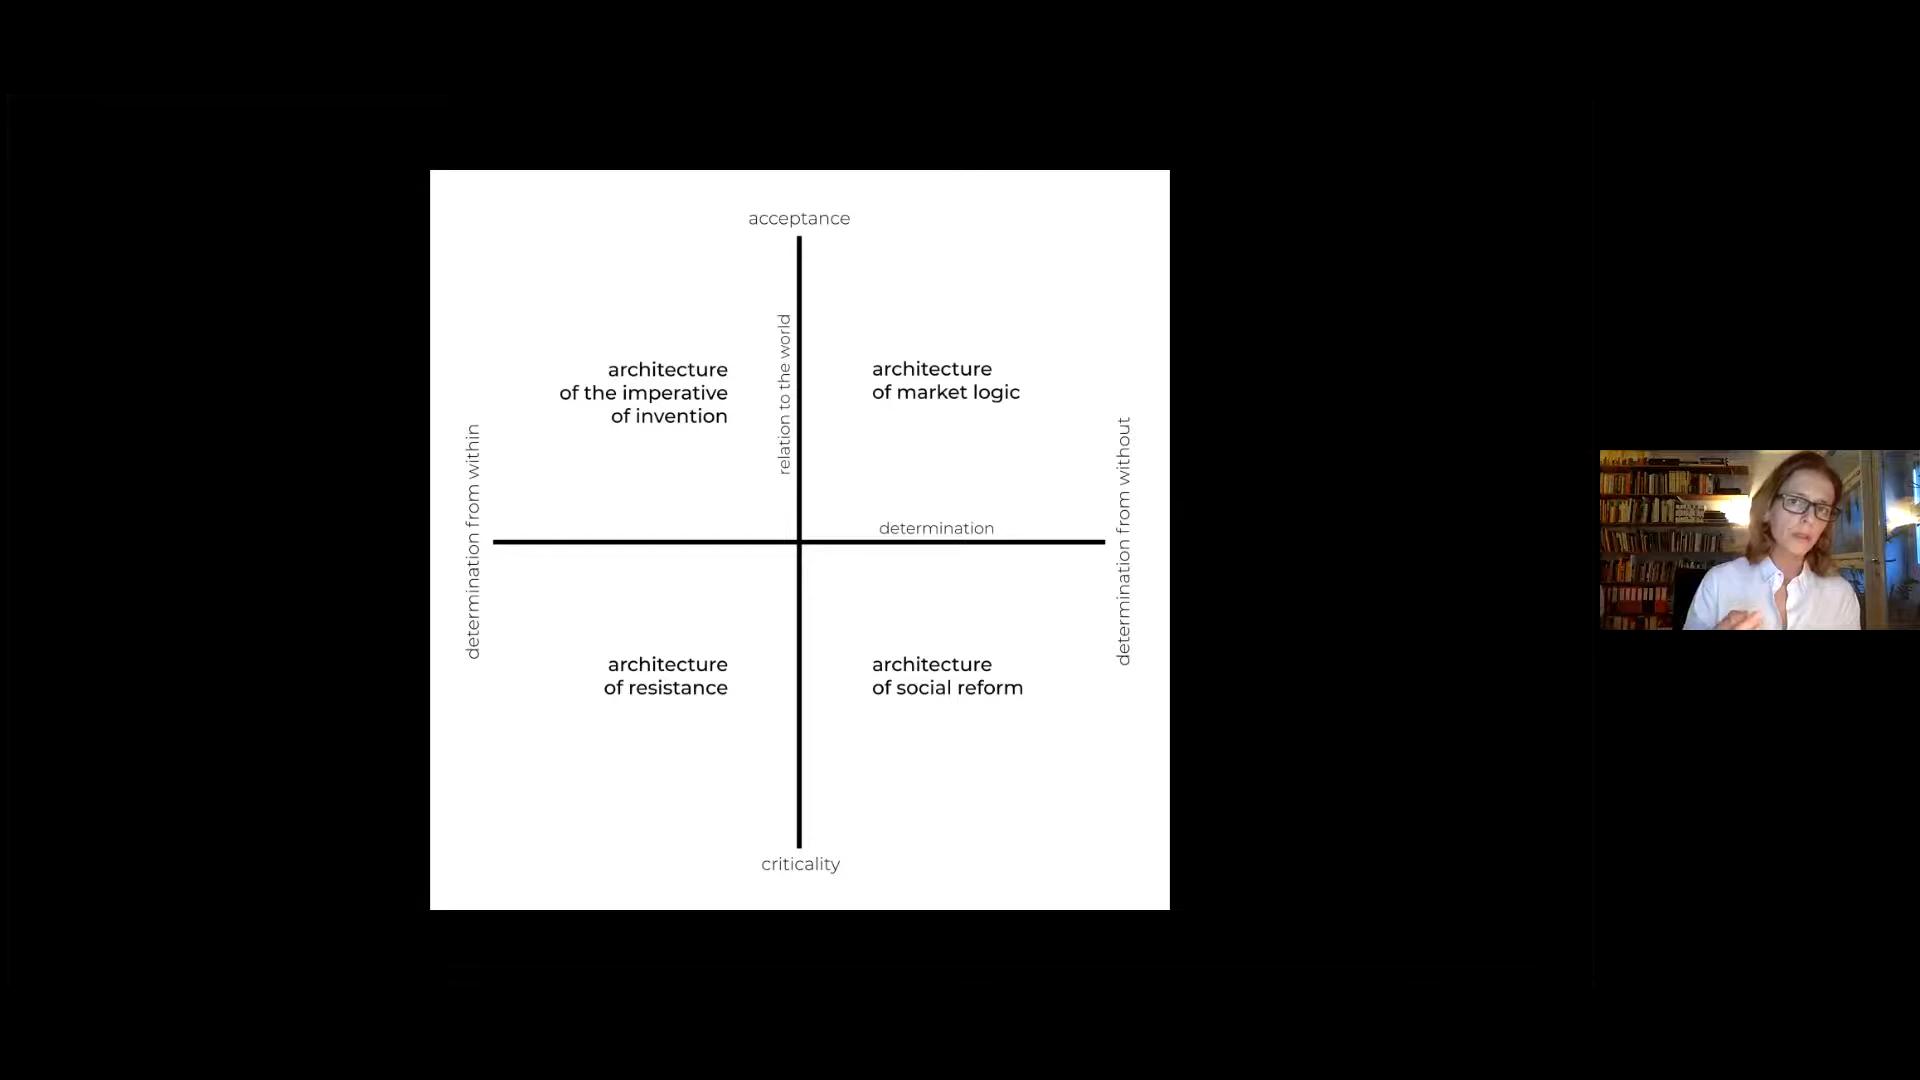 acceptance
relation to the world
architecture
of the imperative
of invention
architecture
of market logic
determination from within
determination
determination from without
architecture
of resistance
architecture
of social reform
criticality